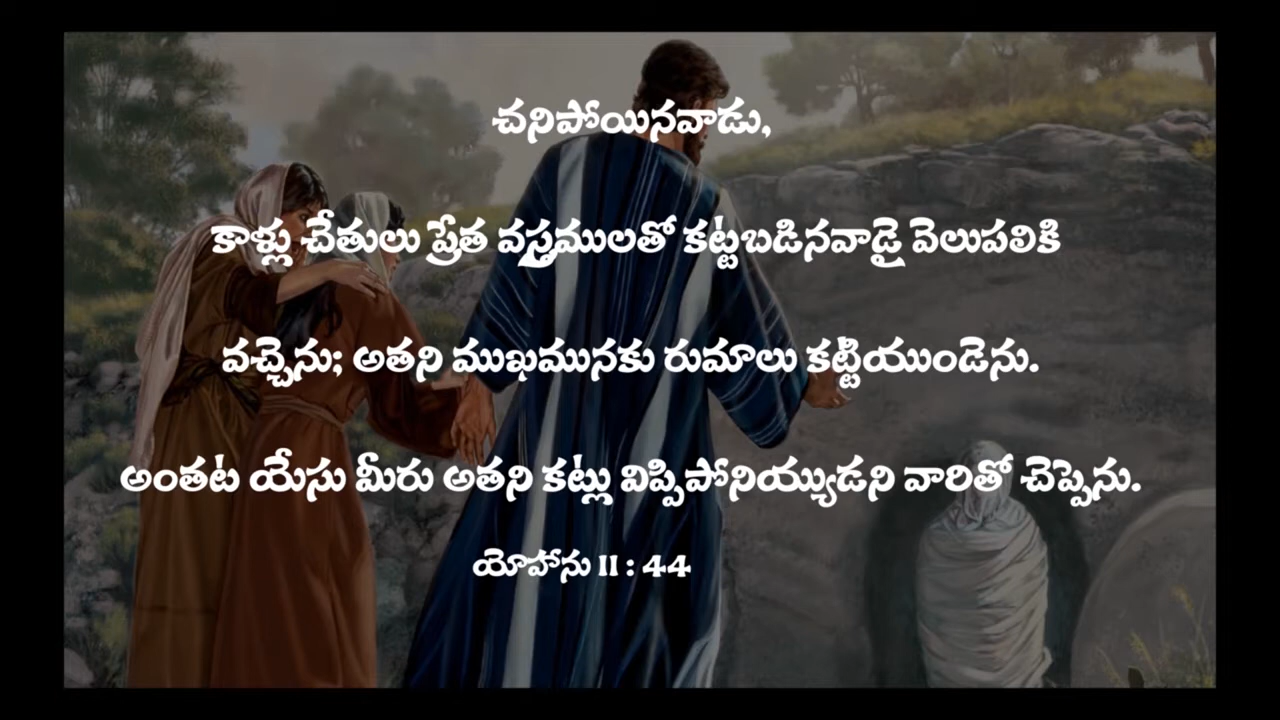 చనిపోయినవాడు,
కాళ్లు చేతులు ప్రేత వస్త్రములతో కట్టబడినవాడై వెలుపలికి
వచ్చెను; అతని ముఖమునకు రుమాలు కట్టియుండెను.
అంతట యేసు మీరు అతని కట్లు విప్పిపోనియ్యుడని వారితో చెప్పెను.
యోహాను 11 : 44